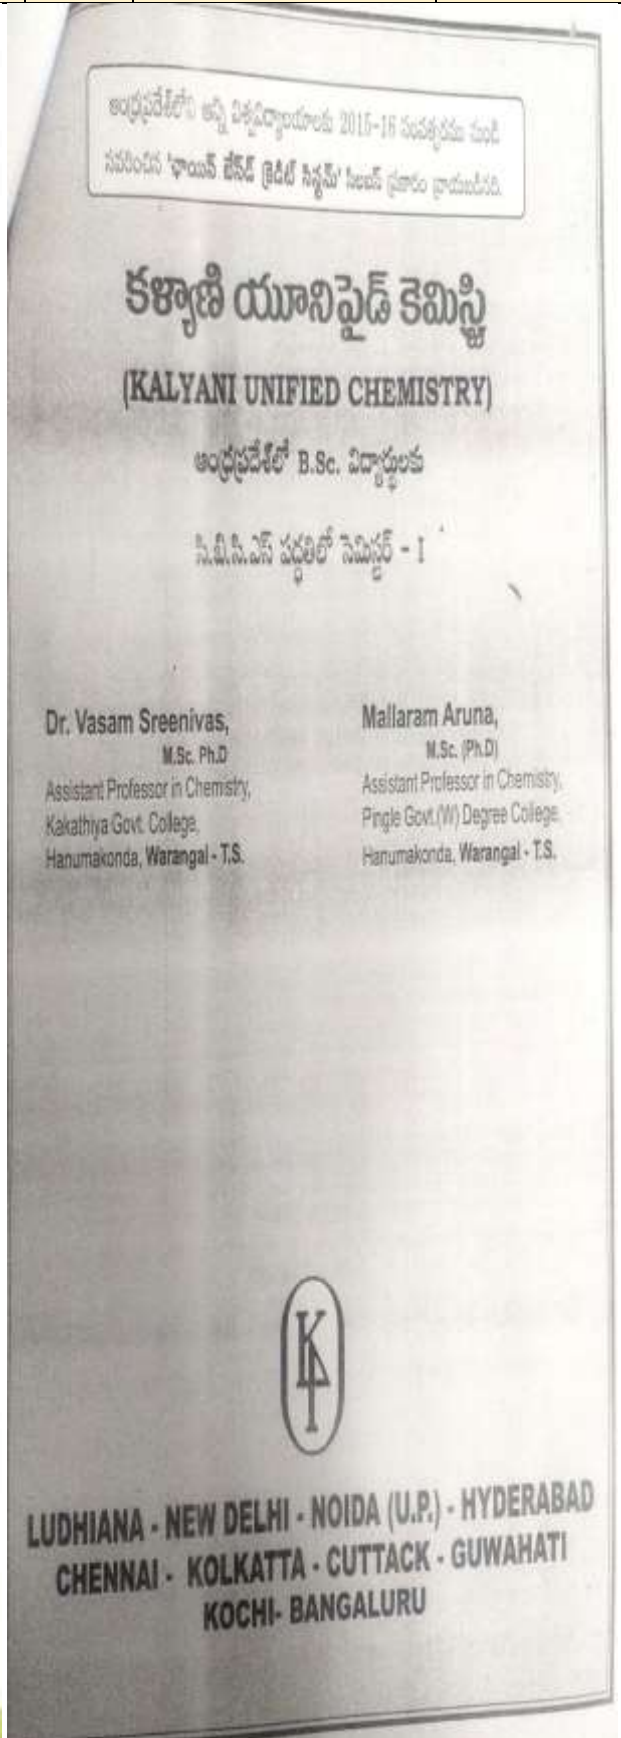 ఆంధ్రప్రదేశ్‌లోని అన్ని విశ్వవిద్యాలయాలకు 2015-16 సంవత్సరము నుండి
సవరించిన 'ఛాయిస్ బేస్‌డ్ క్రెడిట్ సిస్టమ్' సిలబస్ ప్రకారం వ్రాయబడినది.
కళ్యాణి యూనిఫైడ్ కెమిస్ట్రి
(KALYANI UNIFIED CHEMISTRY)
ఆంధ్రప్రదేశ్‌లో B.Sc. విద్యార్థులకు
సి.బి.సి.ఎస్ పద్ధతిలో సెమిస్టర్ - I
Dr. Vasam Sreenivas,
M.Sc. Ph.D
Assistant Professor in Chemistry,
Kakathiya Govt. College,
Hanumakonda, Warangal - T.S.
Mallaram Aruna,
M.Sc. (Ph.D)
Assistant Professor in Chemistry,
Pingle Govt.(W) Degree College,
Hanumakonda, Warangal - T.S.
LUDHIANA - NEW DELHI - NOIDA (U.P.) - HYDERABAD
CHENNAI - KOLKATTA - CUTTACK - GUWAHATI
KOCHI- BANGALURU